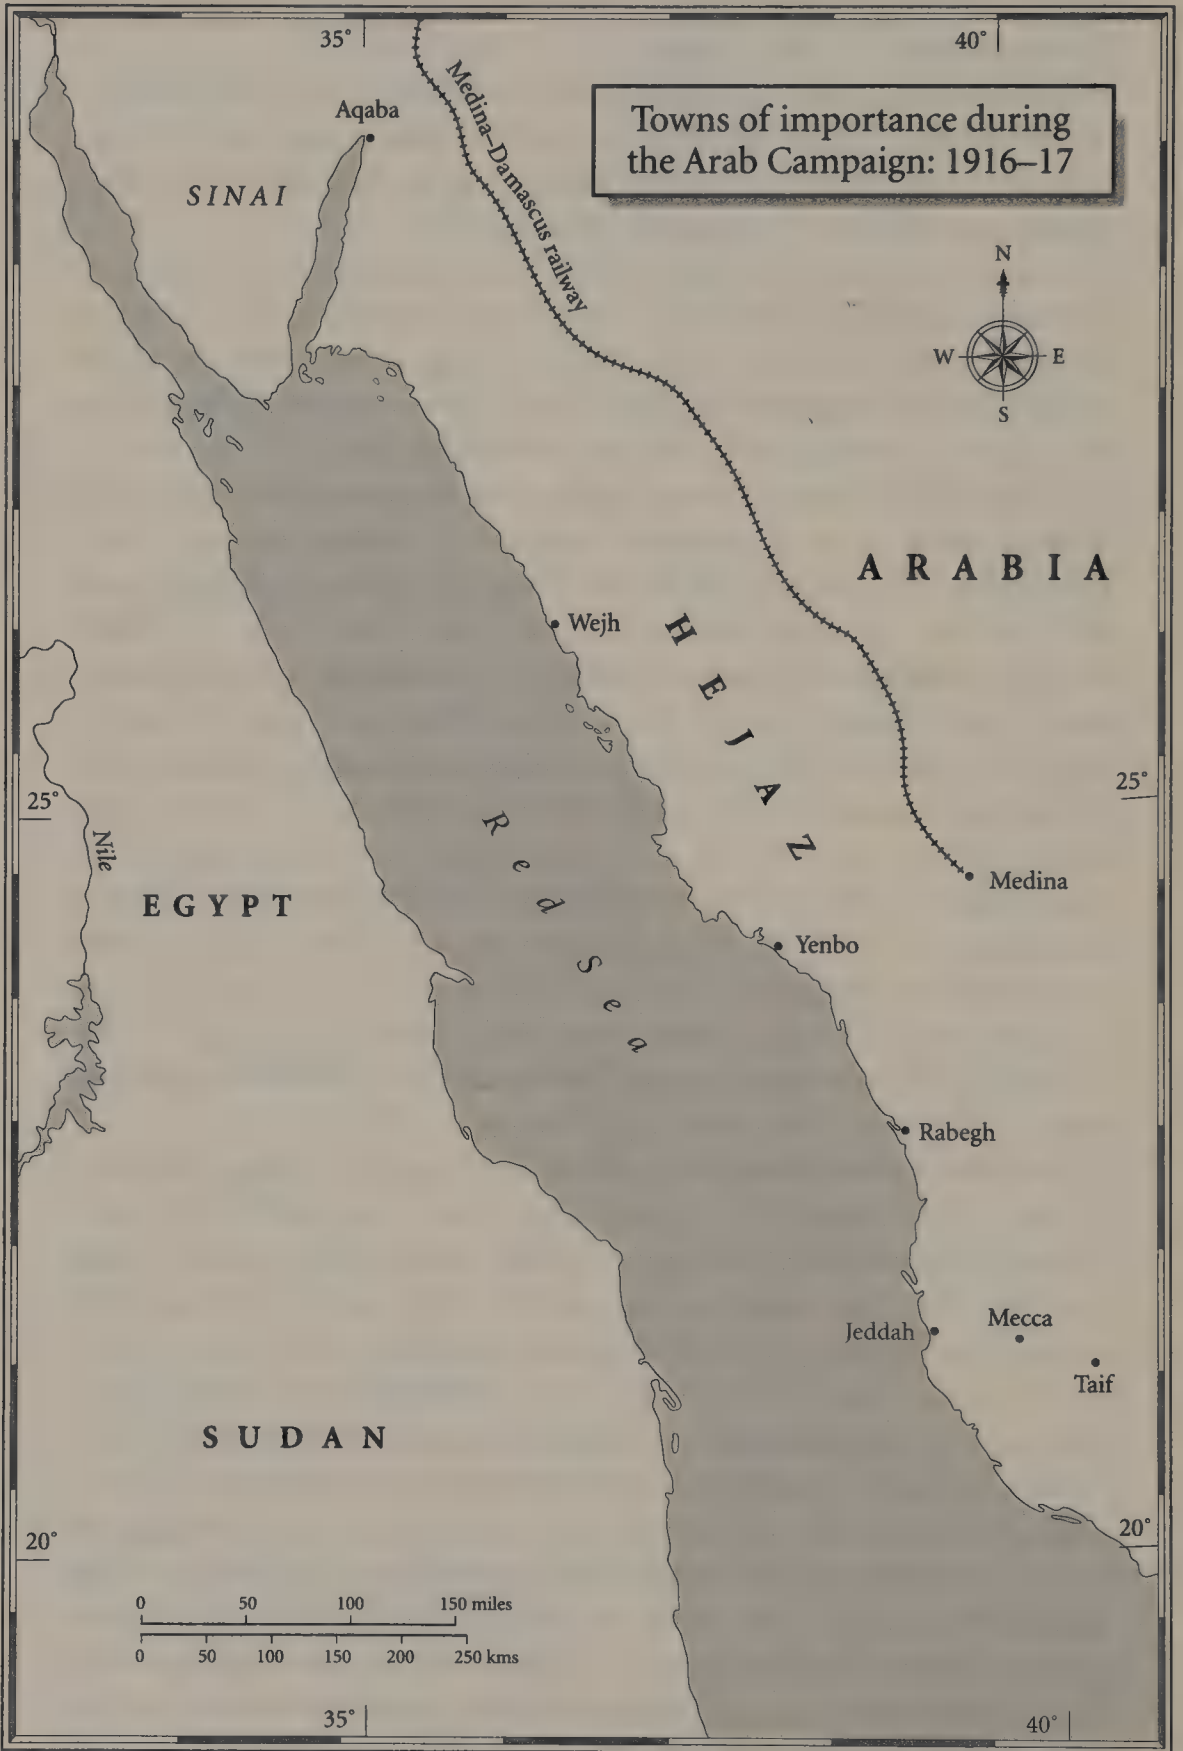 35°
40°
Towns of importance during
the Arab Campaign: 1916–17
Medina–Damascus railway
Aqaba
SINAI
N
W
E
S
ARABIA
Wejh
HEJAZ
25°
25°
Nile
Red Sea
Medina
EGYPT
Yenbo
Rabegh
Jeddah
Mecca
Taif
SUDAN
20°
20°
0 50 100 150 miles
0 50 100 150 200 250 kms
35°
40°